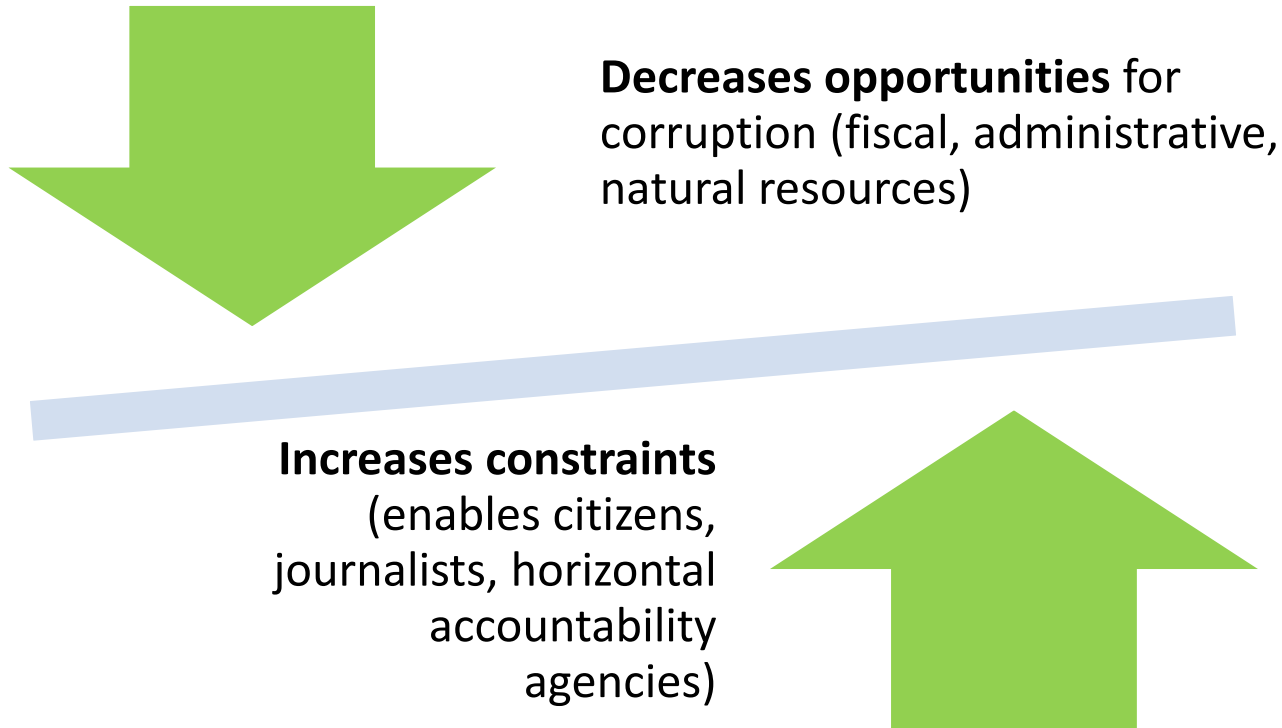 Decreases opportunities for
corruption (fiscal, administrative,
natural resources)
Increases constraints
(enables citizens,
journalists, horizontal
accountability
agencies)